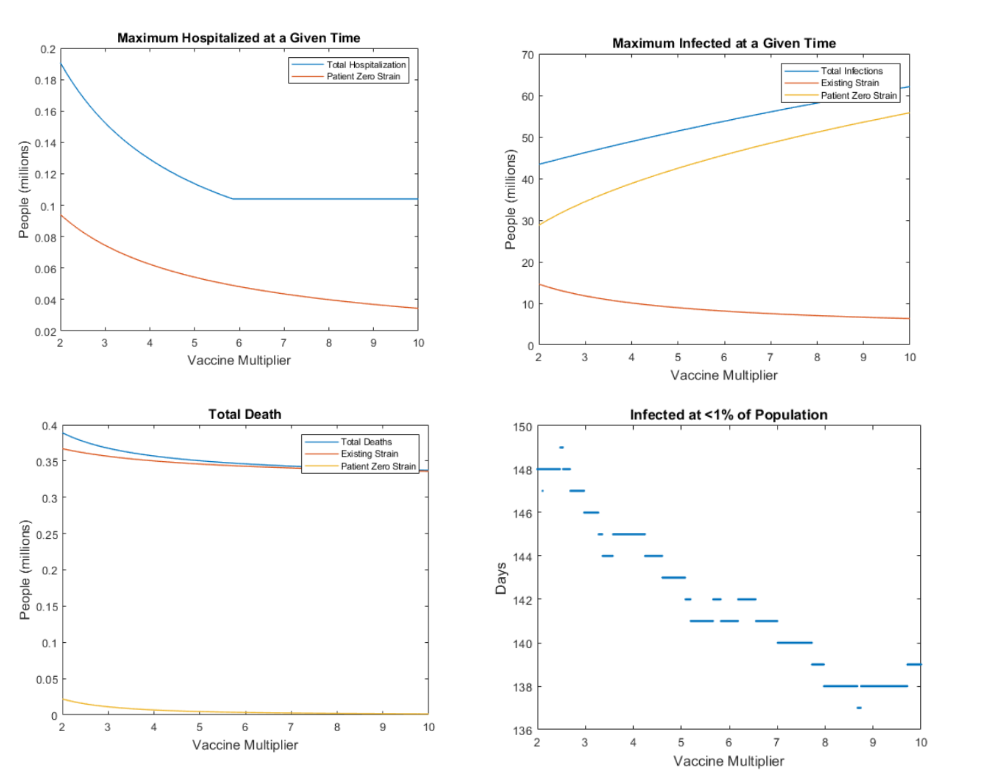 Maximum Hospitalized at a Given Time
0.2
0.18
0.16
0.14
0.12
0.1
0.08
0.06
0.04
0.02
People (millions)
Total Hospitalization
Patient Zero Strain
2 3 4 5 6 7 8 9 10
Vaccine Multiplier
Maximum Infected at a Given Time
70
60
50
40
30
20
10
0
People (millions)
Total Infections
Existing Strain
Patient Zero Strain
2 3 4 5 6 7 8 9 10
Vaccine Multiplier
Total Death
0.4
0.35
0.3
0.25
0.2
0.15
0.1
0.05
0
People (millions)
Total Deaths
Existing Strain
Patient Zero Strain
2 3 4 5 6 7 8 9 10
Vaccine Multiplier
Infected at <1% of Population
150
148
146
144
142
140
138
136
Days
2 3 4 5 6 7 8 9 10
Vaccine Multiplier